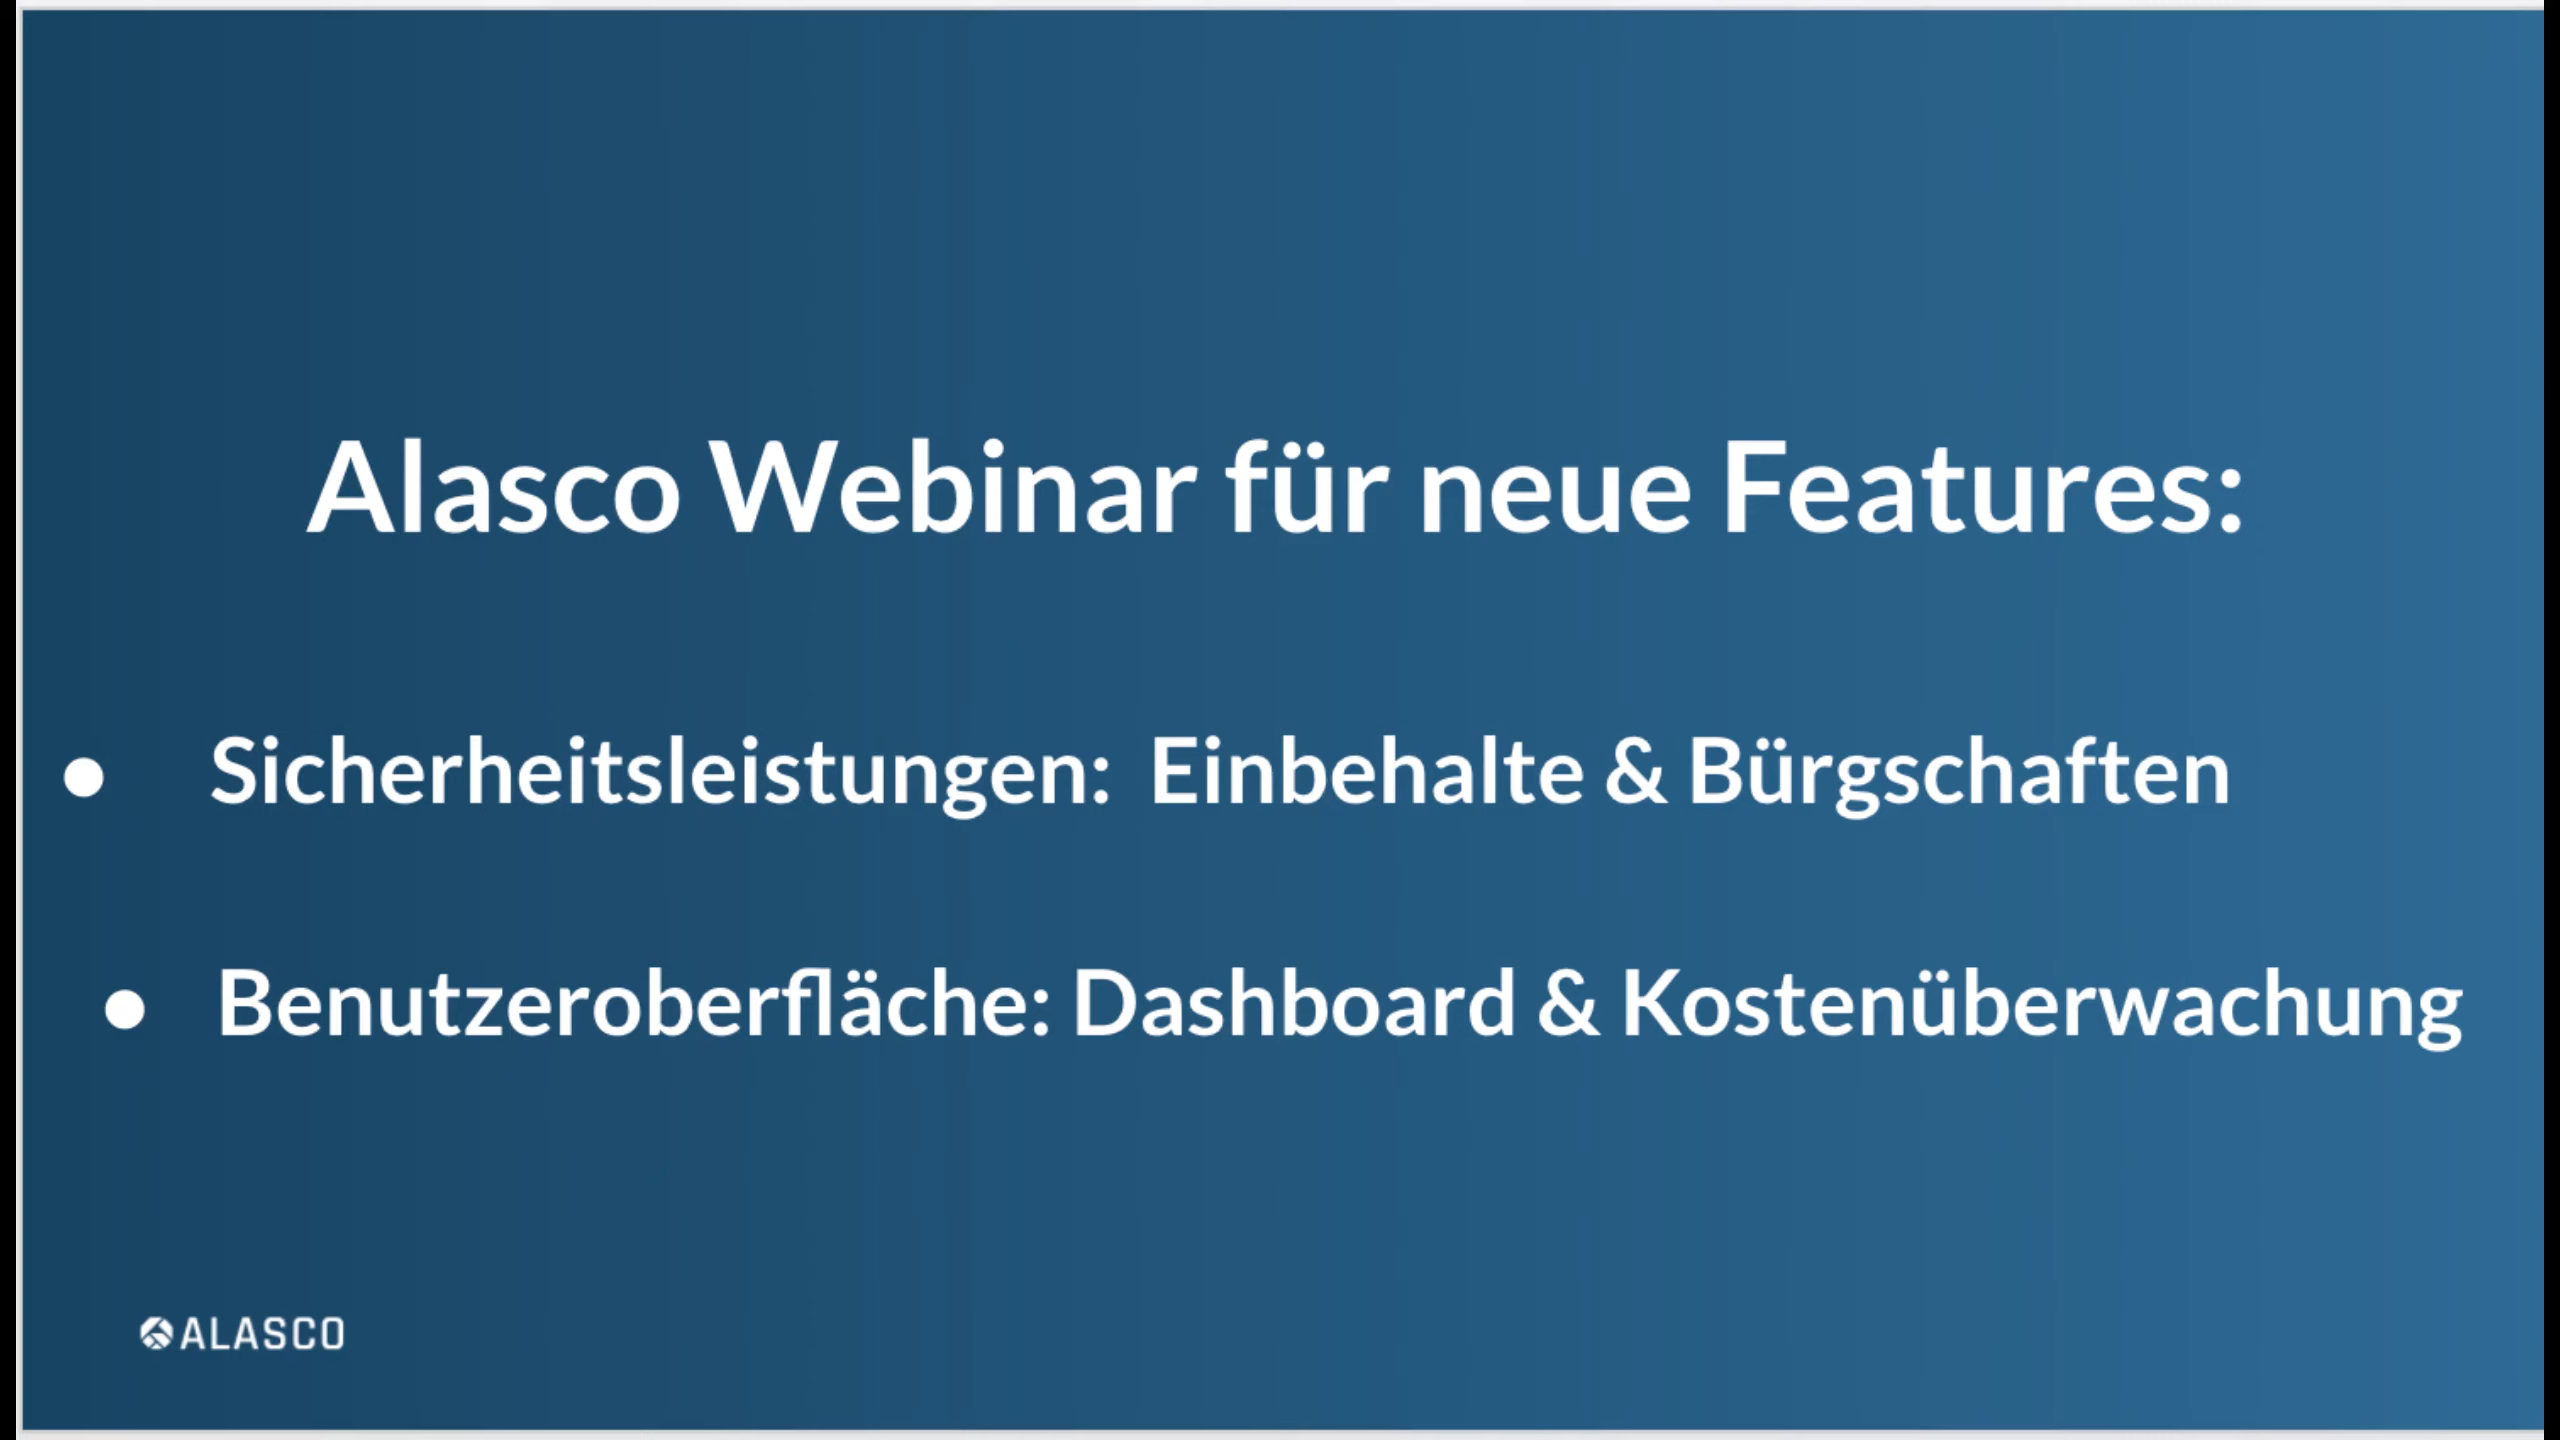 Alasco Webinar für neue Features:
● Sicherheitsleistungen: Einbehalte & Bürgschaften
● Benutzeroberfläche: Dashboard & Kostenüberwachung
ALASCO